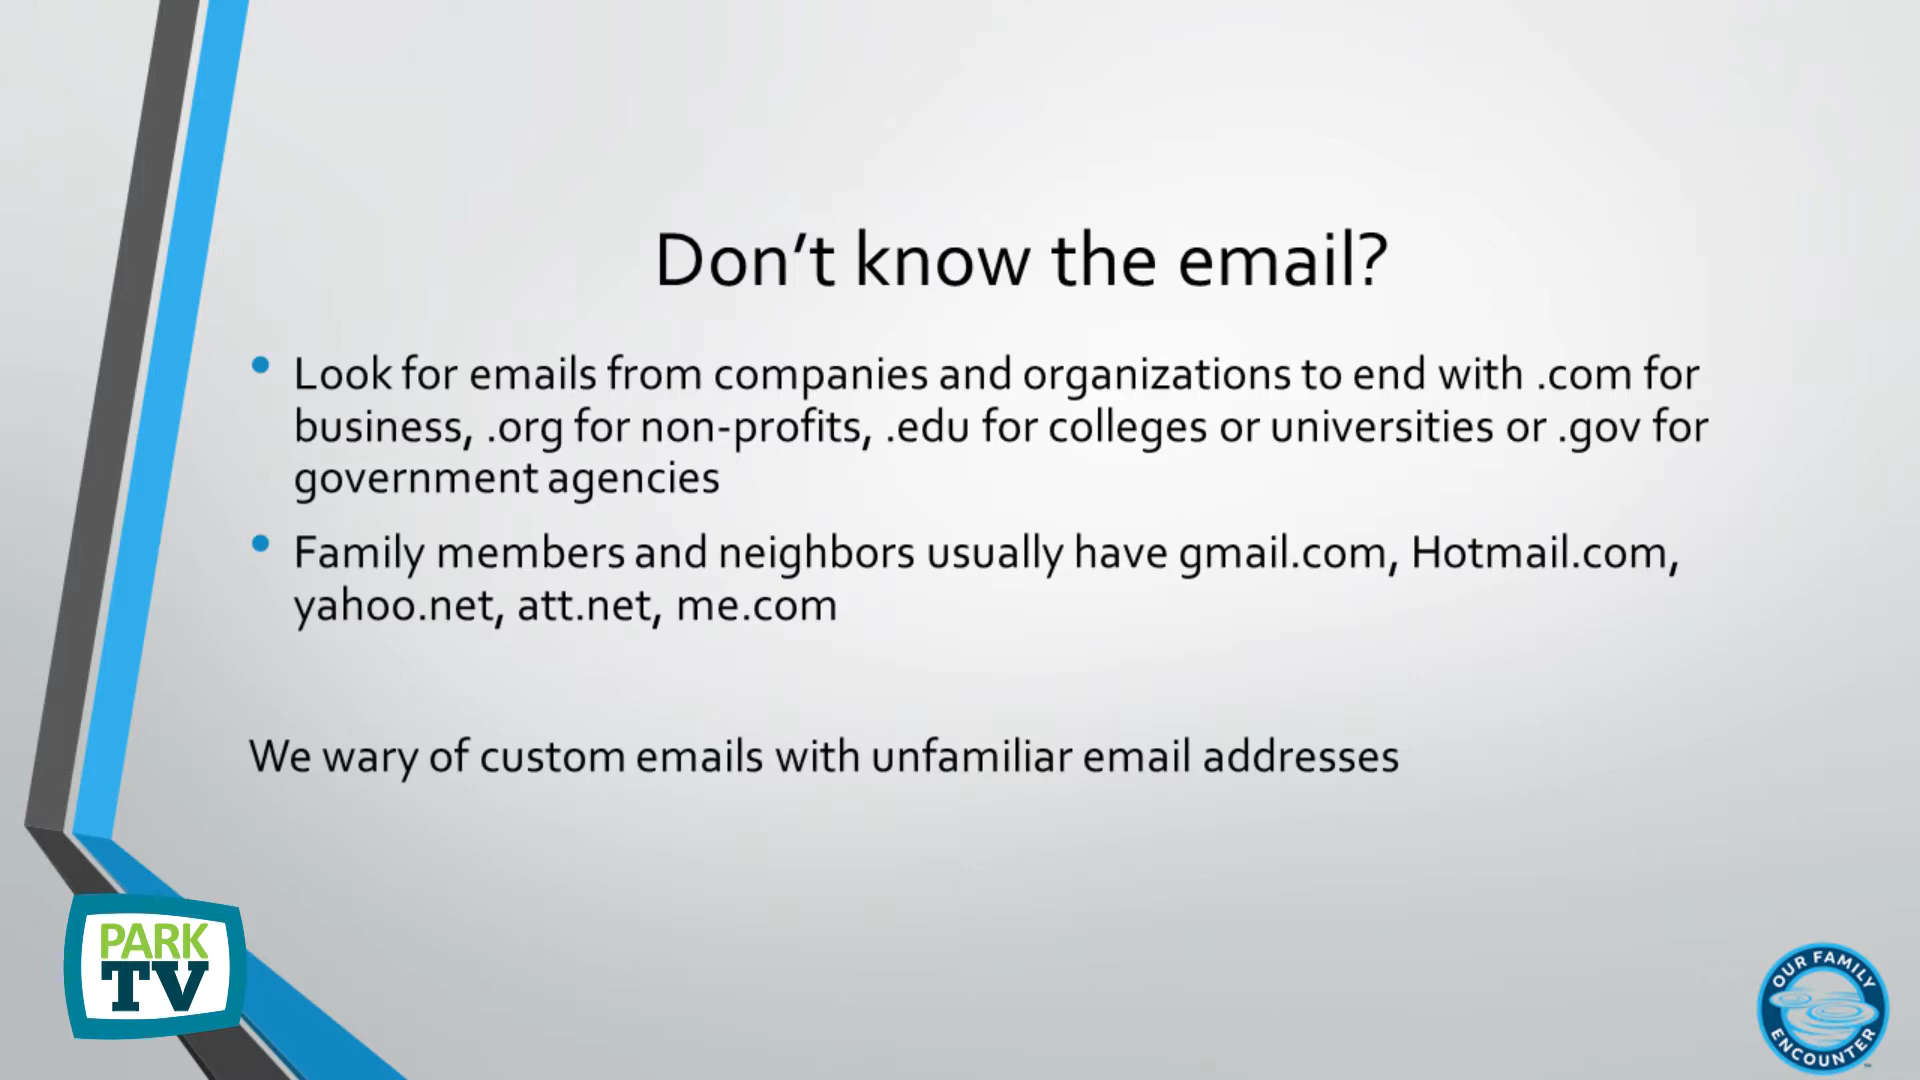 Don’t know the email?
• Look for emails from companies and organizations to end with .com for
business, .org for non-profits, .edu for colleges or universities or .gov for
government agencies
• Family members and neighbors usually have gmail.com, Hotmail.com,
yahoo.net, att.net, me.com
We wary of custom emails with unfamiliar email addresses
PARK
TV
OUR FAMILY
ENCOUNTER